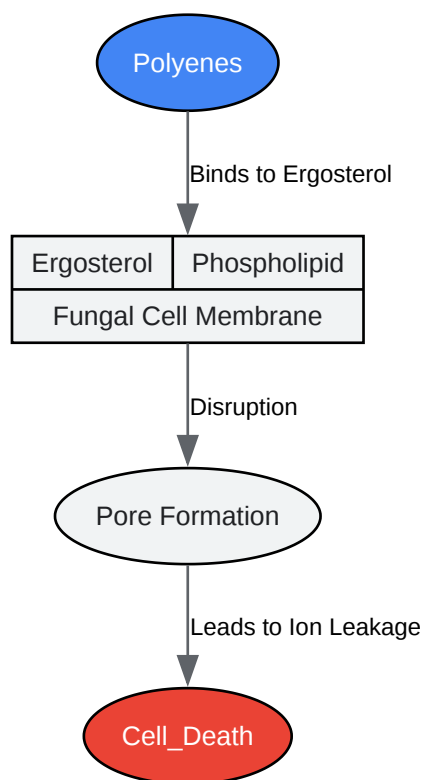 Polyenes
Binds to Ergosterol
Ergosterol
Phospholipid
Fungal Cell Membrane
Disruption
Pore Formation
Leads to Ion Leakage
Cell_Death